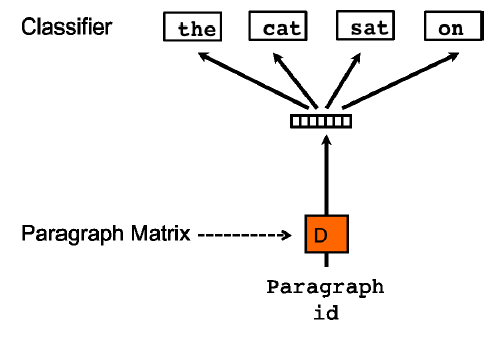 Classifier the cat sat on
Paragraph Matrix D
Paragraph
id